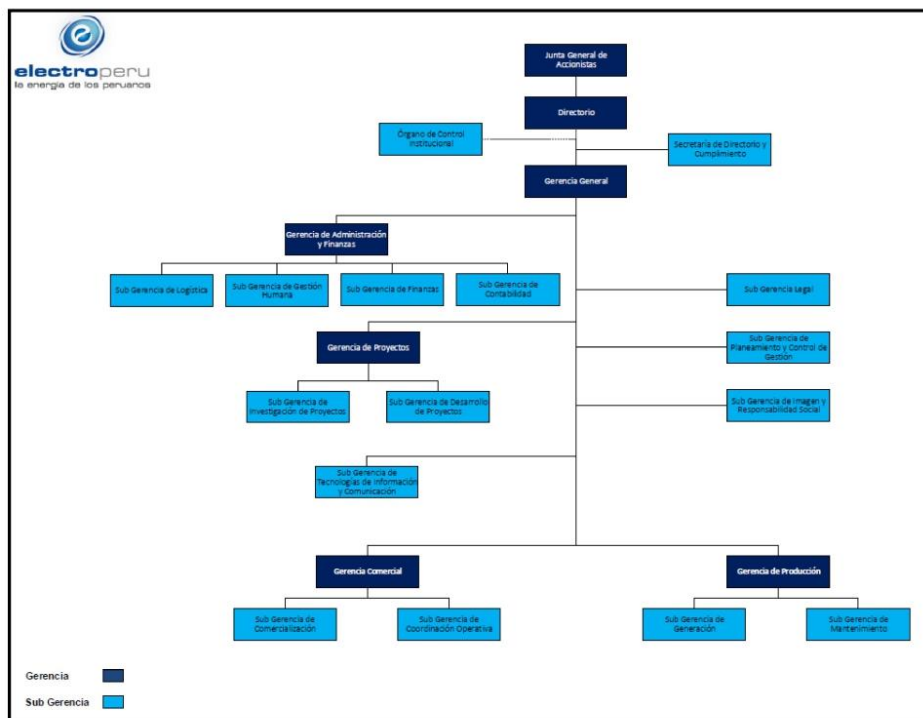 electroperu
la energía de los peruanos
Junta General de
Accionistas
Directorio
Órgano de Control
Institucional
Secretaría de Directorio y
Cumplimiento
Gerencia General
Gerencia de Administración
y Finanzas
Sub Gerencia de Logística
Sub Gerencia de Gestión
Humana
Sub Gerencia de Finanzas
Sub Gerencia de
Contabilidad
Sub Gerencia Legal
Gerencia de Proyectos
Sub Gerencia de
Planeamiento y Control de
Gestión
Sub Gerencia de
Investigación de Proyectos
Sub Gerencia de Desarrollo
de Proyectos
Sub Gerencia de Imagen y
Responsabilidad Social
Sub Gerencia de
Tecnologías de Información
y Comunicación
Gerencia Comercial
Gerencia de Producción
Sub Gerencia de
Comercialización
Sub Gerencia de
Coordinación Operativa
Sub Gerencia de
Generación
Sub Gerencia de
Mantenimiento
Gerencia
Sub Gerencia